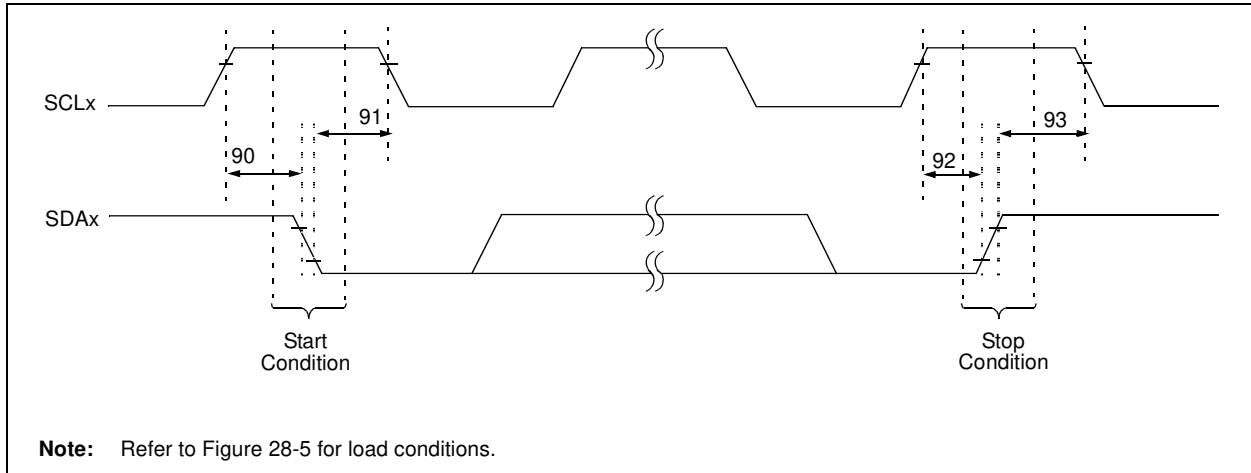 SCLx
91
93
90
92
SDAx
Start
Condition
Stop
Condition
Note: Refer to Figure 28-5 for load conditions.